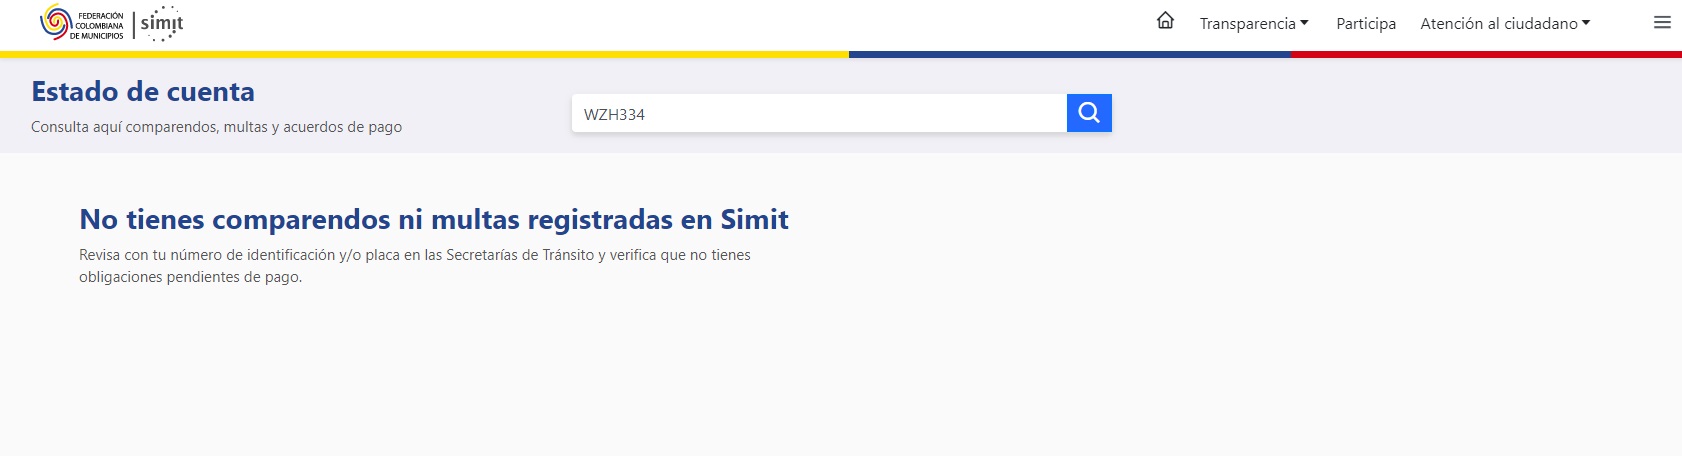 FEDERACIÓN
COLOMBIANA
DE MUNICIPIOS
simit
Transparencia
Participa
Atención al ciudadano
Estado de cuenta
Consulta aquí comparendos, multas y acuerdos de pago
WZH334
No tienes comparendos ni multas registradas en Simit
Revisa con tu número de identificación y/o placa en las Secretarías de Tránsito y verifica que no tienes
obligaciones pendientes de pago.